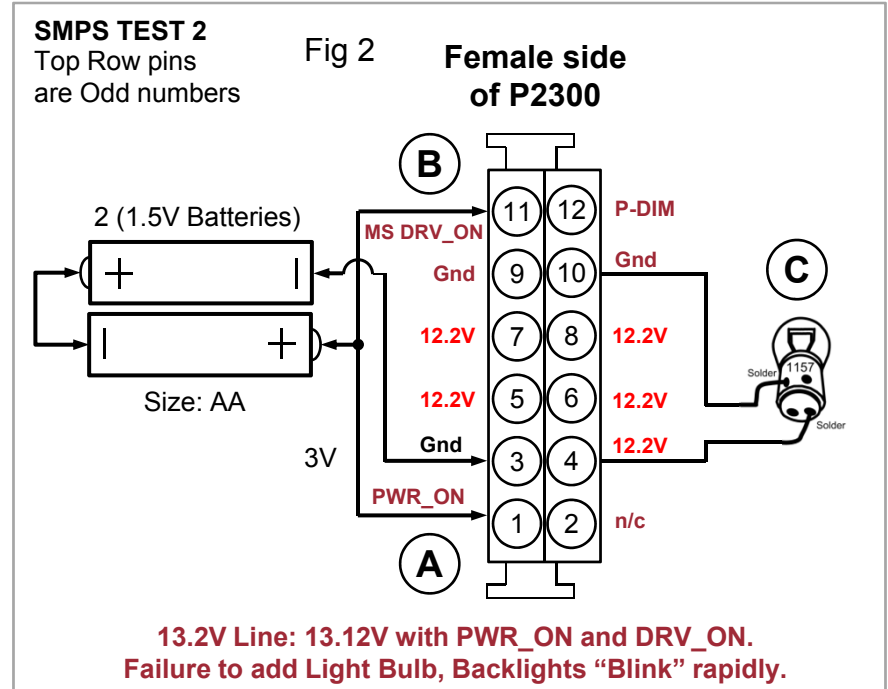 SMPS TEST 2
Top Row pins
are Odd numbers
Fig 2
Female side
of P2300
B
2 (1.5V Batteries)
MS DRV_ON
11
12
P-DIM
+
-
Gnd
9
10
Gnd
C
-
+
12.2V
7
8
12.2V
1157
Solder
Solder
Size: AA
12.2V
5
6
12.2V
3V
Gnd
3
4
12.2V
PWR_ON
1
2
n/c
A
13.2V Line: 13.12V with PWR_ON and DRV_ON.
Failure to add Light Bulb, Backlights “Blink” rapidly.